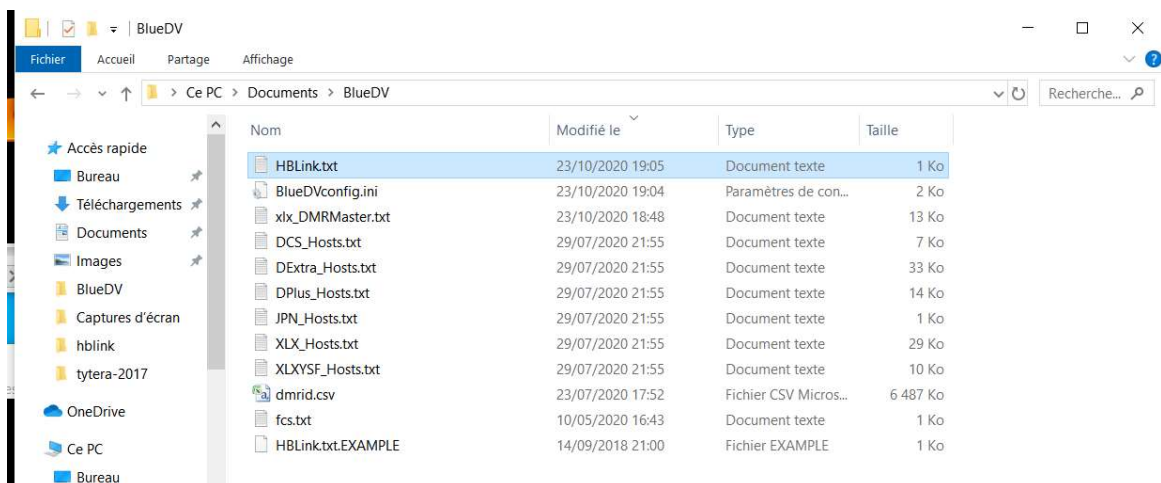 BlueDV
Fichier Accueil Partage Affichage
Ce PC > Documents > BlueDV
Recherche...
Accès rapide
Bureau
Téléchargements
Documents
Images
BlueDV
Captures d'écran
hblink
tytera-2017
OneDrive
Ce PC
Bureau
Nom Modifié le Type Taille
HBLink.txt 23/10/2020 19:05 Document texte 1 Ko
BlueDVconfig.ini 23/10/2020 19:04 Paramètres de con... 2 Ko
xlx_DMRMaster.txt 23/10/2020 18:48 Document texte 13 Ko
DCS_Hosts.txt 29/07/2020 21:55 Document texte 7 Ko
DExtra_Hosts.txt 29/07/2020 21:55 Document texte 33 Ko
DPlus_Hosts.txt 29/07/2020 21:55 Document texte 14 Ko
JPN_Hosts.txt 29/07/2020 21:55 Document texte 1 Ko
XLX_Hosts.txt 29/07/2020 21:55 Document texte 29 Ko
XLXYSF_Hosts.txt 29/07/2020 21:55 Document texte 10 Ko
dmrid.csv 23/07/2020 17:52 Fichier CSV Micros... 6 487 Ko
fcs.txt 10/05/2020 16:43 Document texte 1 Ko
HBLink.txt.EXAMPLE 14/09/2018 21:00 Fichier EXAMPLE 1 Ko